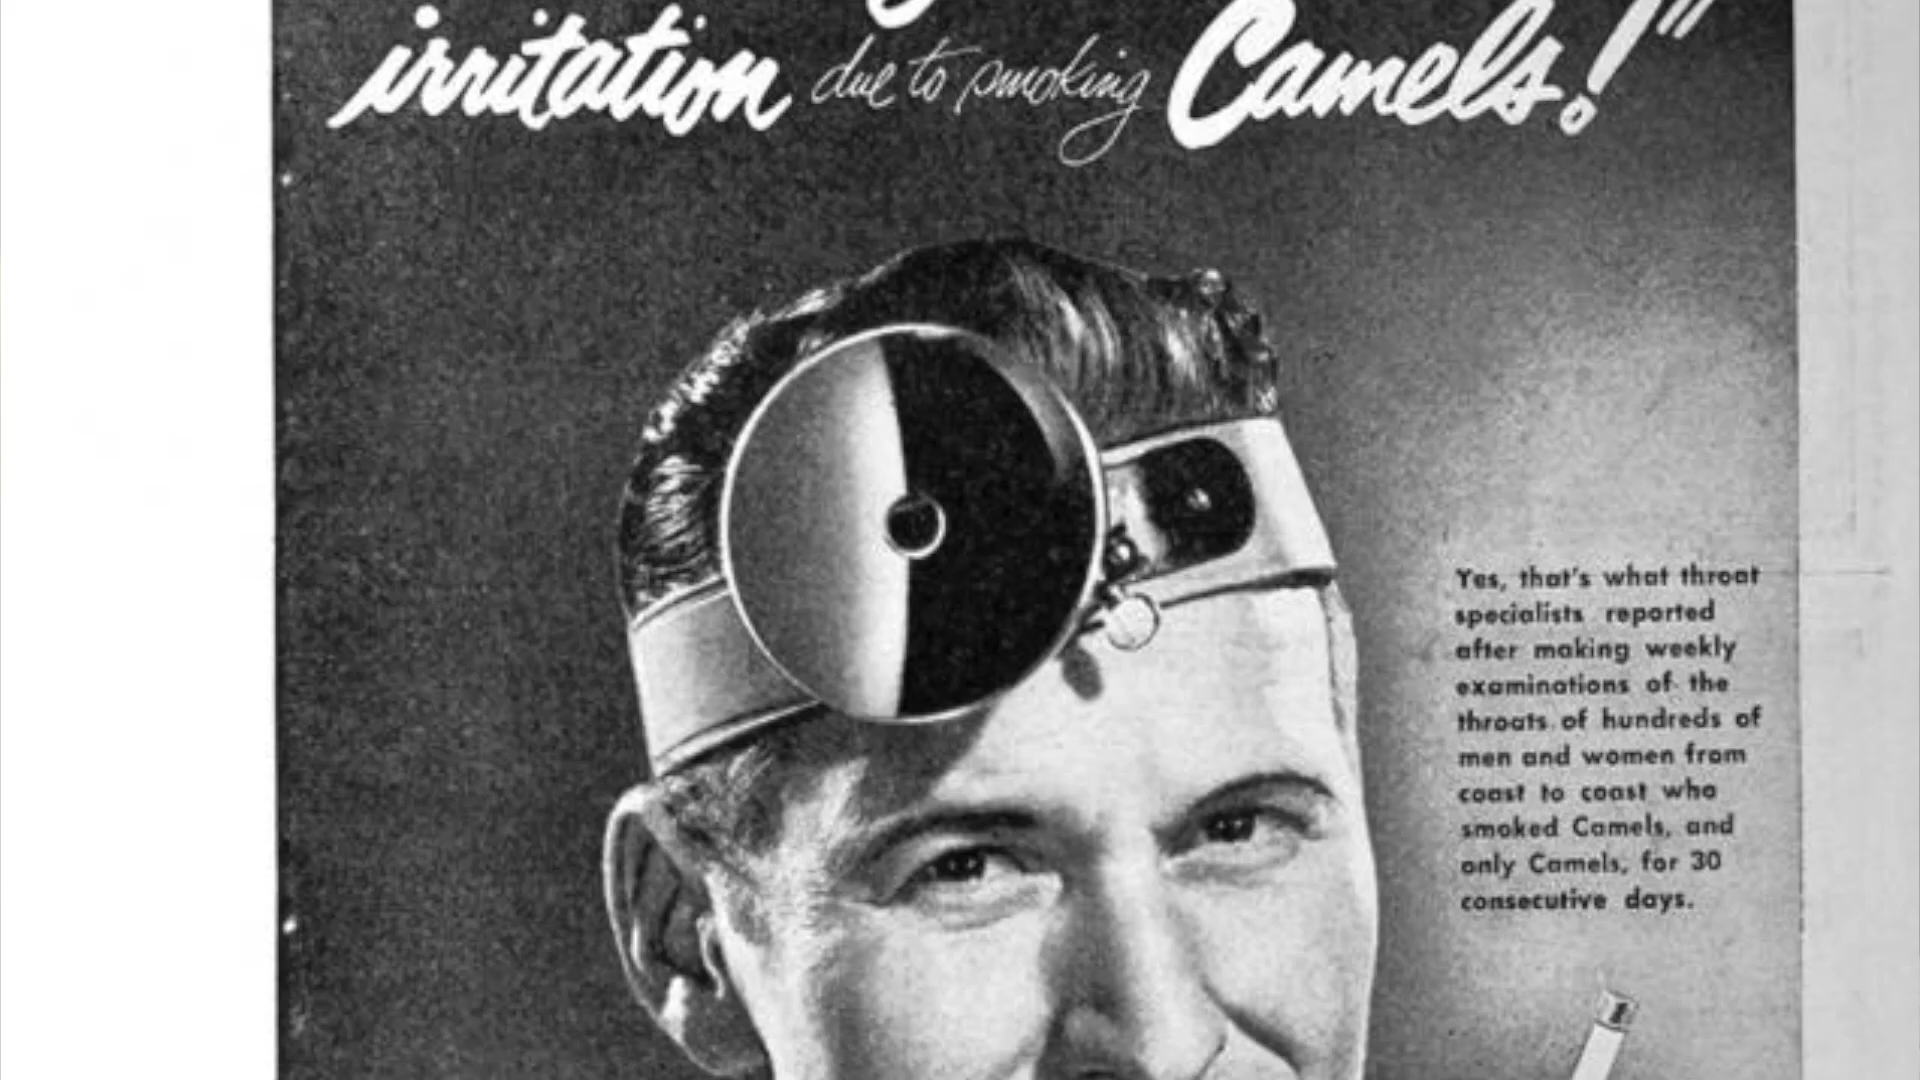 irritation due to smoking Camels!"
Yes, that's what throat
specialists reported
after making weekly
examinations of the
throats of hundreds of
men and women from
coast to coast who
smoked Camels, and
only Camels, for 30
consecutive days.